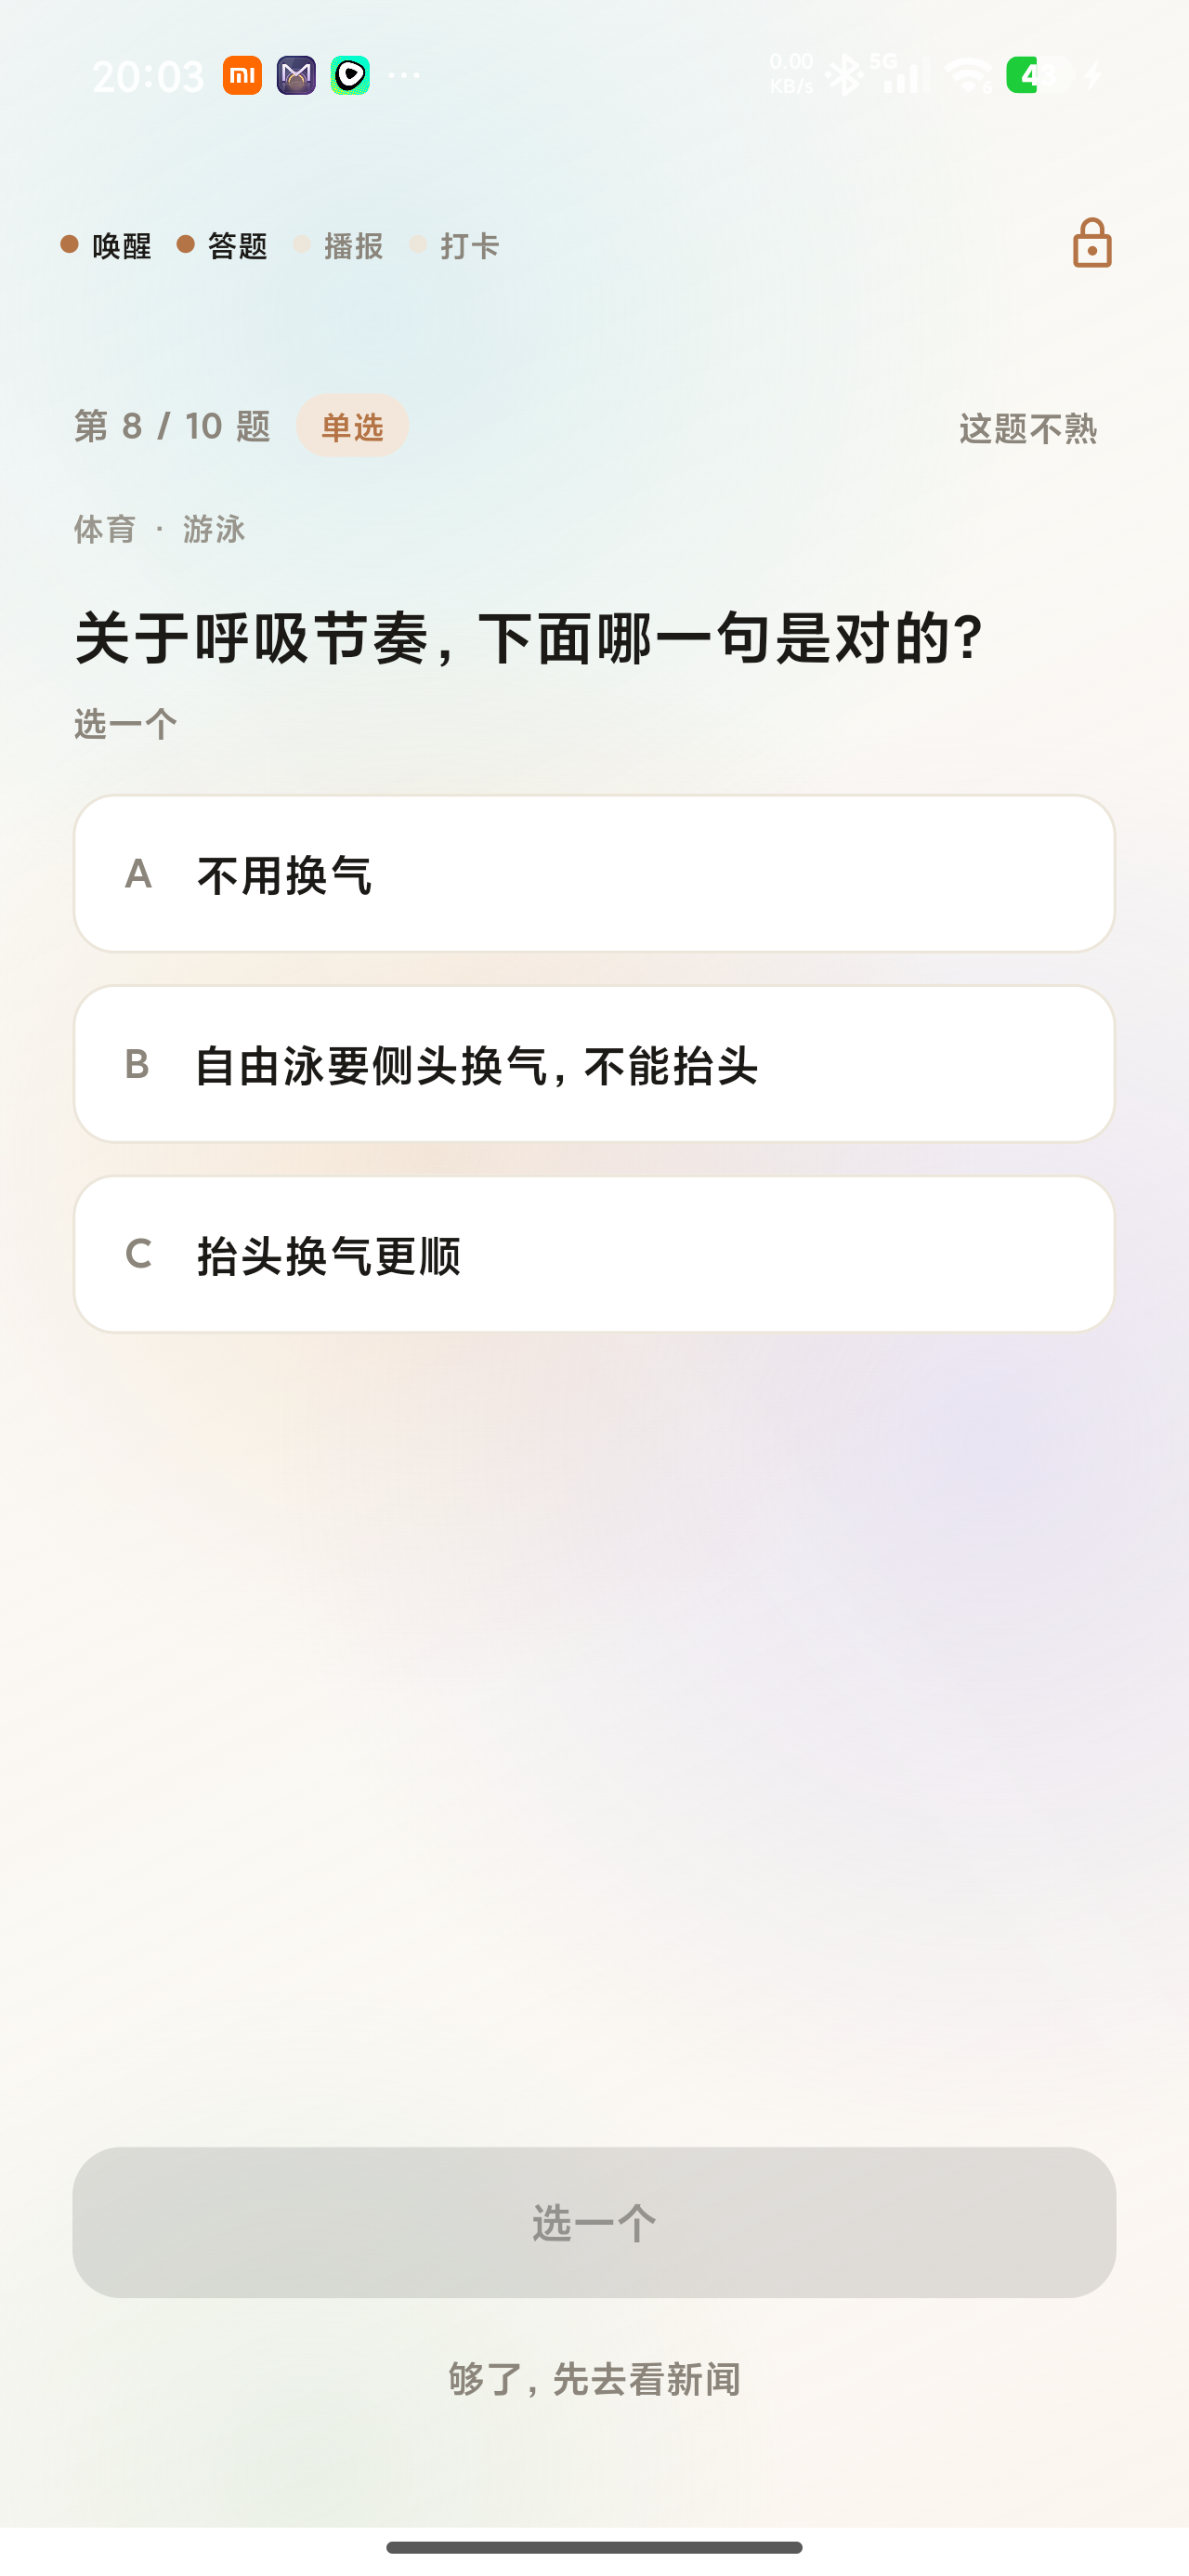 20:03
0.00
KB/s
5G
43
唤醒 答题 播报 打卡
第 8 / 10 题 单选 这题不熟
体育 · 游泳
关于呼吸节奏，下面哪一句是对的？
选一个
A 不用换气
B 自由泳要侧头换气，不能抬头
C 抬头换气更顺
选一个
够了，先去看新闻